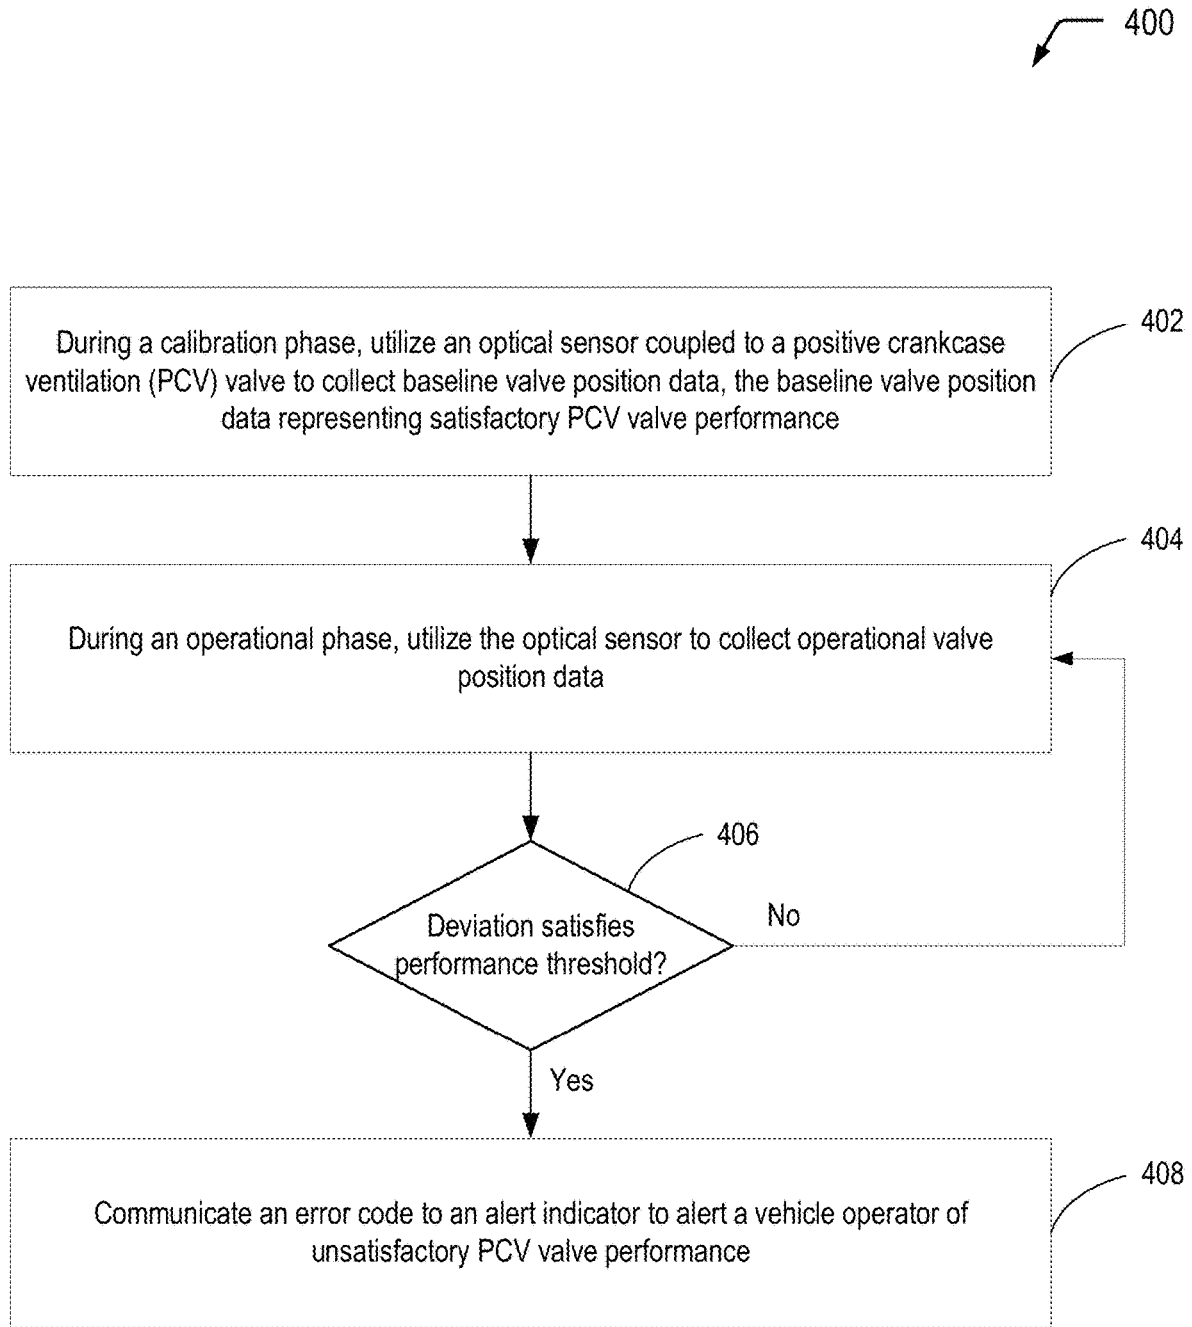 400
During a calibration phase, utilize an optical sensor coupled to a positive crankcase
ventilation (PCV) valve to collect baseline valve position data, the baseline valve position
data representing satisfactory PCV valve performance
402
404
During an operational phase, utilize the optical sensor to collect operational valve
position data
406
Deviation satisfies
performance threshold?
No
Yes
408
Communicate an error code to an alert indicator to alert a vehicle operator of
unsatisfactory PCV valve performance